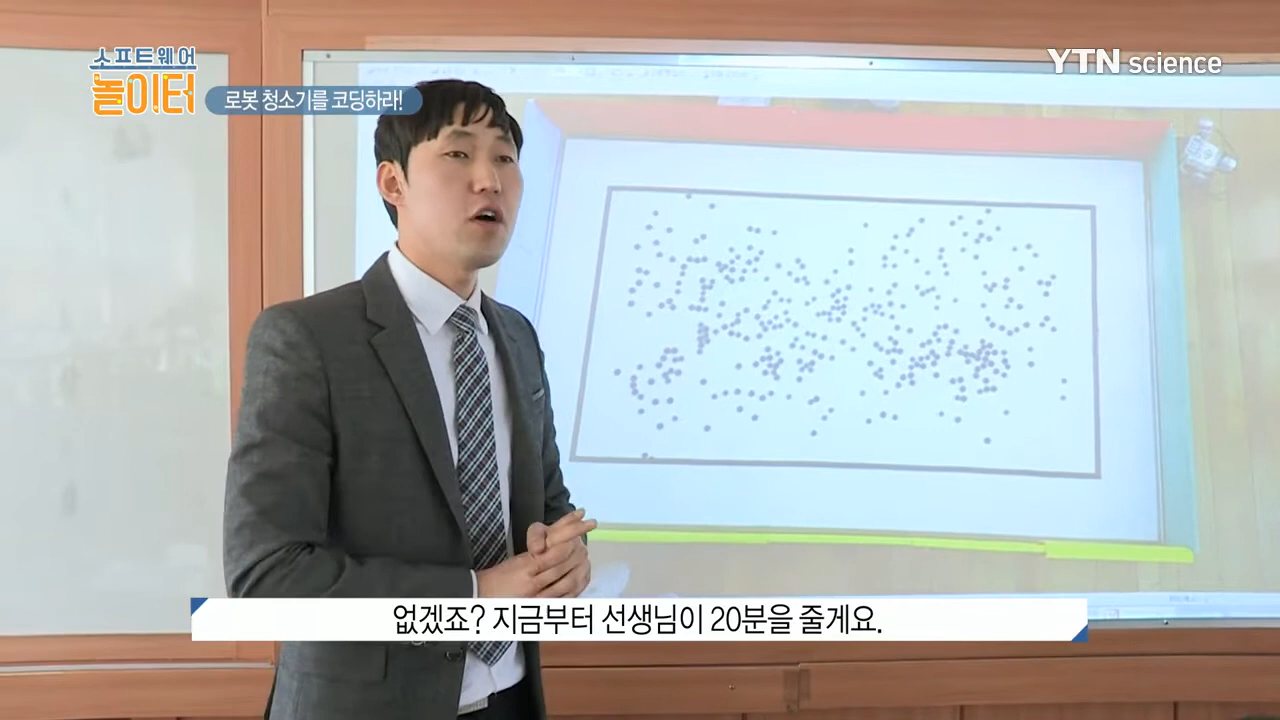 소프트웨어
놀이터
로봇 청소기를 코딩하라!
YTN science
없겠죠? 지금부터 선생님이 20분을 줄게요.